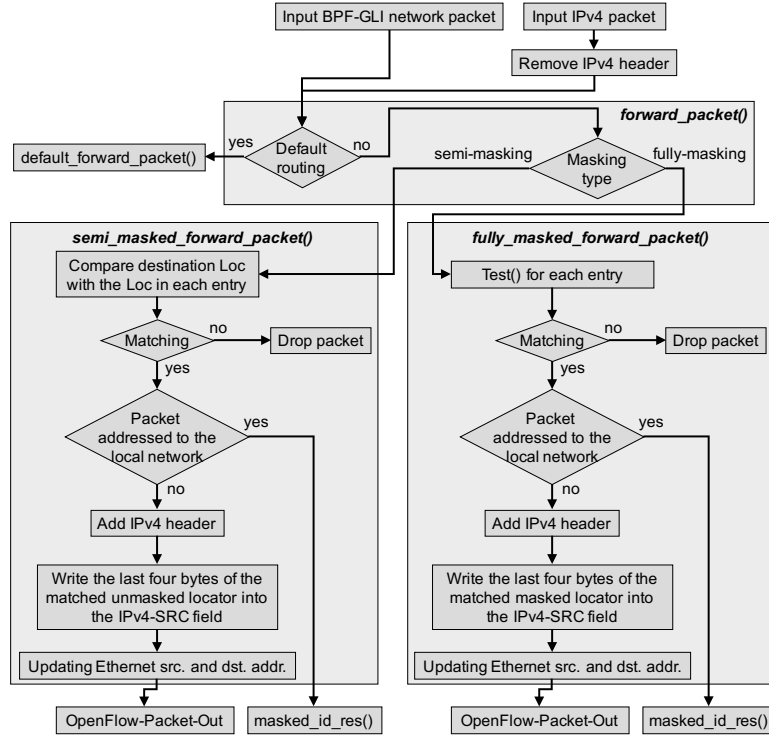 Input BPF-GLI network packet
Input IPv4 packet
Remove IPv4 header
forward_packet()
yes
no
default_forward_packet()
Default
routing
semi-masking
Masking
type
fully-masking
semi_masked_forward_packet()
Compare destination Loc
with the Loc in each entry
Matching
no
Drop packet
yes
Packet
addressed to the
local network
yes
no
Add IPv4 header
Write the last four bytes of the
matched unmasked locator into
the IPv4-SRC field
Updating Ethernet src. and dst. addr.
OpenFlow-Packet-Out
masked_id_res()
fully_masked_forward_packet()
Test() for each entry
Matching
no
Drop packet
yes
Packet
addressed to the
local network
yes
no
Add IPv4 header
Write the last four bytes of the
matched masked locator into
the IPv4-SRC field
Updating Ethernet src. and dst. addr.
OpenFlow-Packet-Out
masked_id_res()